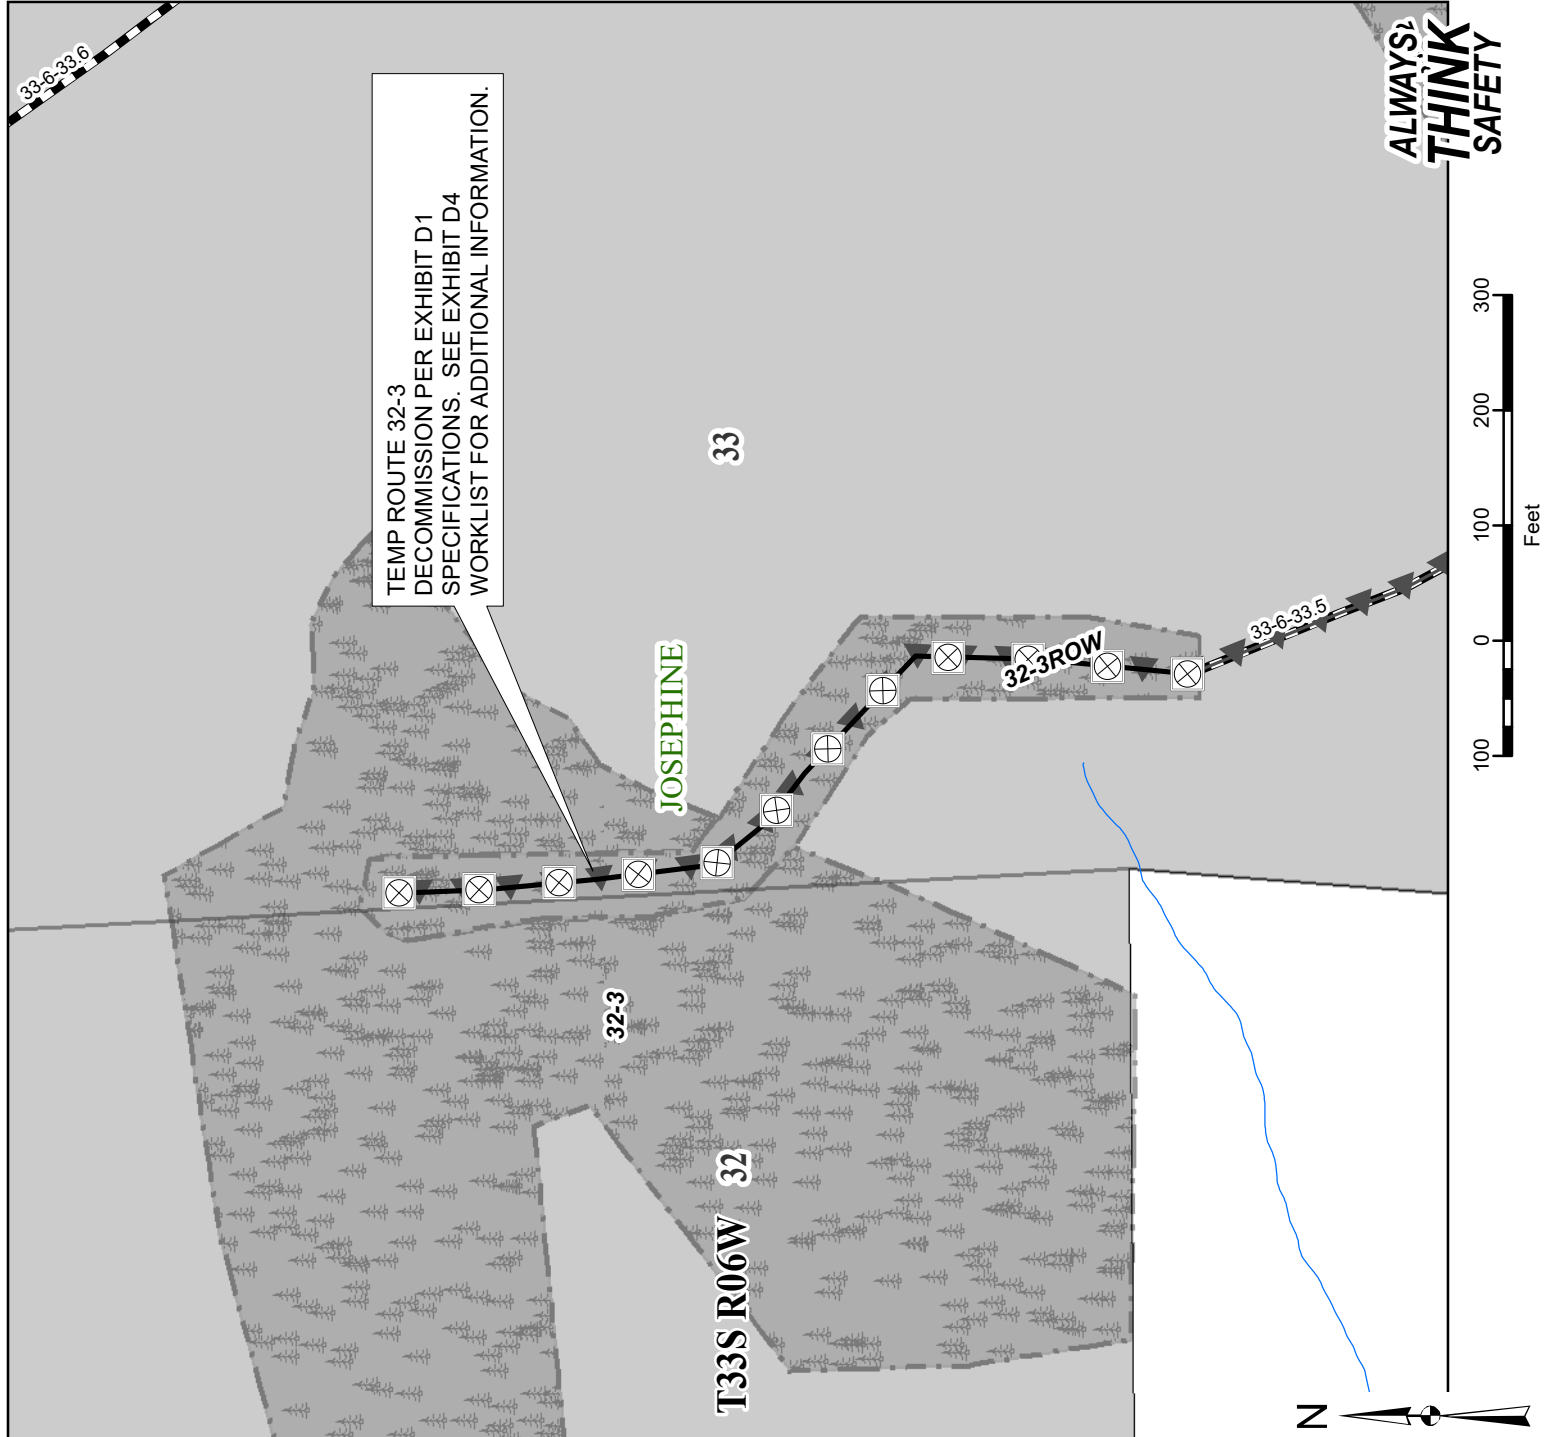 33-6-33.6
TEMP ROUTE 32-3
DECOMMISSION PER EXHIBIT D1
SPECIFICATIONS.  SEE EXHIBIT D4
WORKLIST FOR ADDITIONAL INFORMATION.
ALWAYS
THINK
SAFETY
33
JOSEPHINE
32-3ROW
33-6-33.5
32-3
32
T33S R06W
100
0
100
200
300
Feet
N